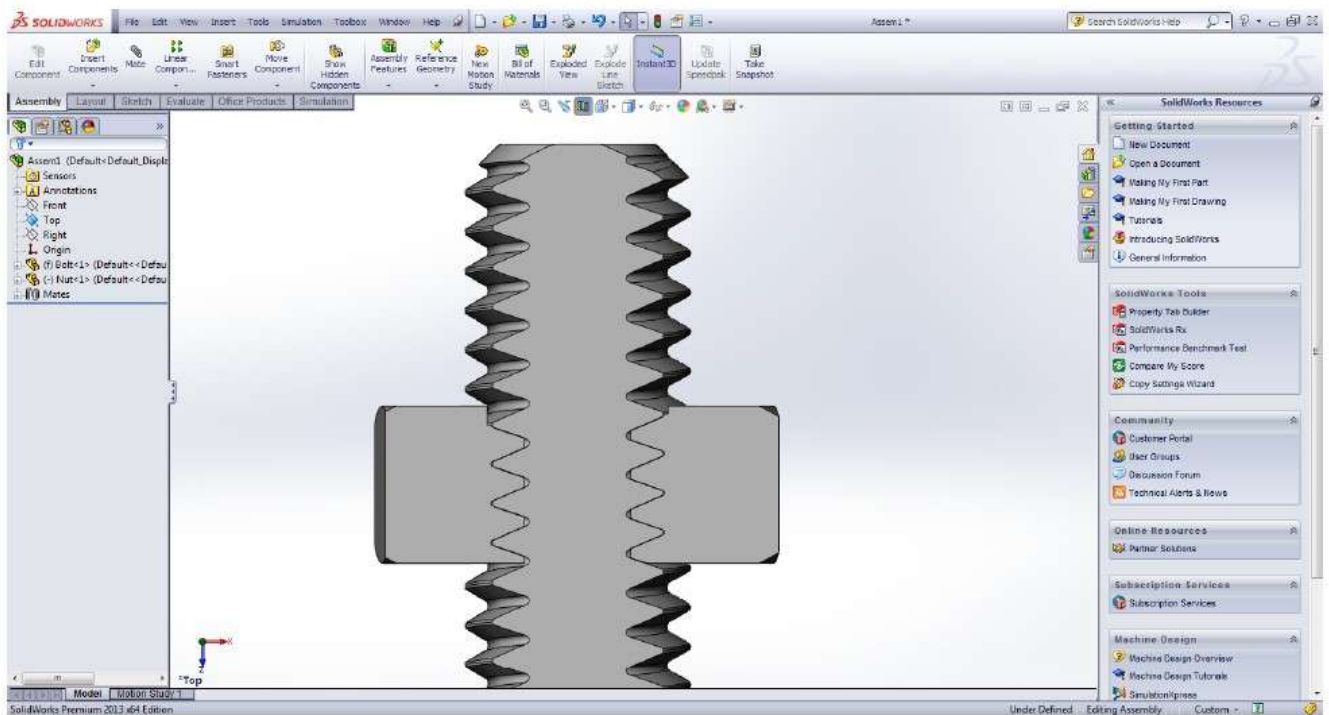 SOLIDWORKS File Edit View Insert Tools Simulation Toolbox Window Help Assem1 * Search SolidWorks Help
Edit Component
Insert Components
Mate
Linear Compon...
Smart Fasteners
Move Component
Show Hidden Components
Assembly Features
Reference Geometry
New Motion Study
Bill of Materials
Exploded View
Explode Line Sketch
Instant3D
Update Speedpak
Take Snapshot
Assembly Layout Sketch Evaluate Office Products Simulation
Assem1 (Default<Default_Displa
Sensors
Annotations
Front
Top
Right
Origin
(f) Bolt<1> (Default<<Defau
(-) Nut<1> (Default<<Defau
Mates
*Top
X
Z
Model Motion Study 1
SolidWorks Premium 2013 x64 Edition Under Defined Editing Assembly Custom
SolidWorks Resources
Getting Started
New Document
Open a Document
Making My First Part
Making My First Drawing
Tutorials
Introducing SolidWorks
General Information
SolidWorks Tools
Property Tab Builder
SolidWorks Rx
Performance Benchmark Test
Compare My Score
Copy Settings Wizard
Community
Customer Portal
User Groups
Discussion Forum
Technical Alerts & News
Online Resources
Partner Solutions
Subscription Services
Subscription Services
Machine Design
Machine Design Overview
Machine Design Tutorials
SimulationXpress